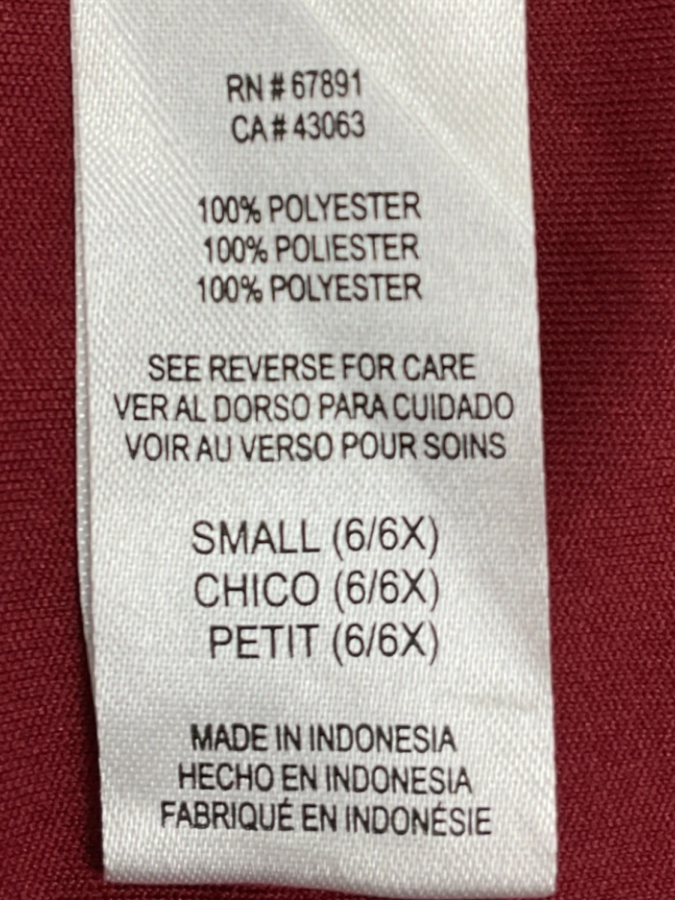 RN # 67891
CA # 43063
100% POLYESTER
100% POLIESTER
100% POLYESTER
SEE REVERSE FOR CARE
VER AL DORSO PARA CUIDADO
VOIR AU VERSO POUR SOINS
SMALL (6/6X)
CHICO (6/6X)
PETIT (6/6X)
MADE IN INDONESIA
HECHO EN INDONESIA
FABRIQUÉ EN INDONÉSIE